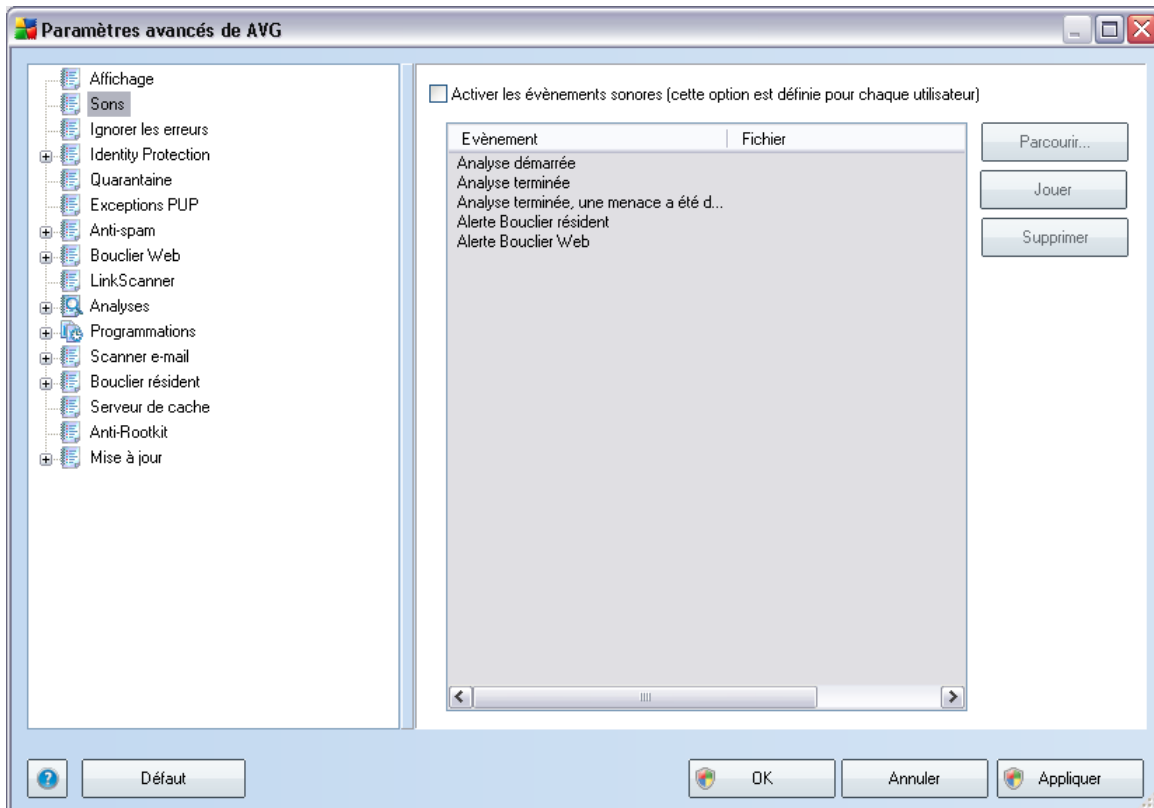 Paramètres avancés de AVG
Affichage
Sons
Ignorer les erreurs
Identity Protection
Quarantaine
Exceptions PUP
Anti-spam
Bouclier Web
LinkScanner
Analyses
Programmations
Scanner e-mail
Bouclier résident
Serveur de cache
Anti-Rootkit
Mise à jour
Activer les évènements sonores (cette option est définie pour chaque utilisateur)
Evènement Fichier
Analyse démarrée
Analyse terminée
Analyse terminée, une menace a été d...
Alerte Bouclier résident
Alerte Bouclier Web
Parcourir...
Jouer
Supprimer
Défaut
OK
Annuler
Appliquer